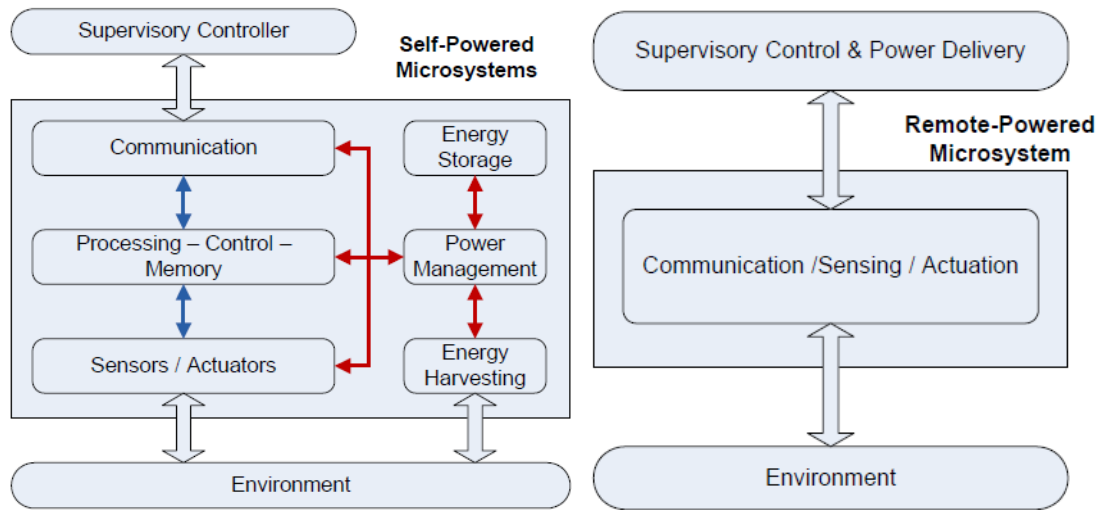 Supervisory Controller
Self-Powered
Microsystems
Communication
Energy
Storage
Processing – Control –
Memory
Power
Management
Sensors / Actuators
Energy
Harvesting
Environment
Supervisory Control & Power Delivery
Remote-Powered
Microsystem
Communication /Sensing / Actuation
Environment